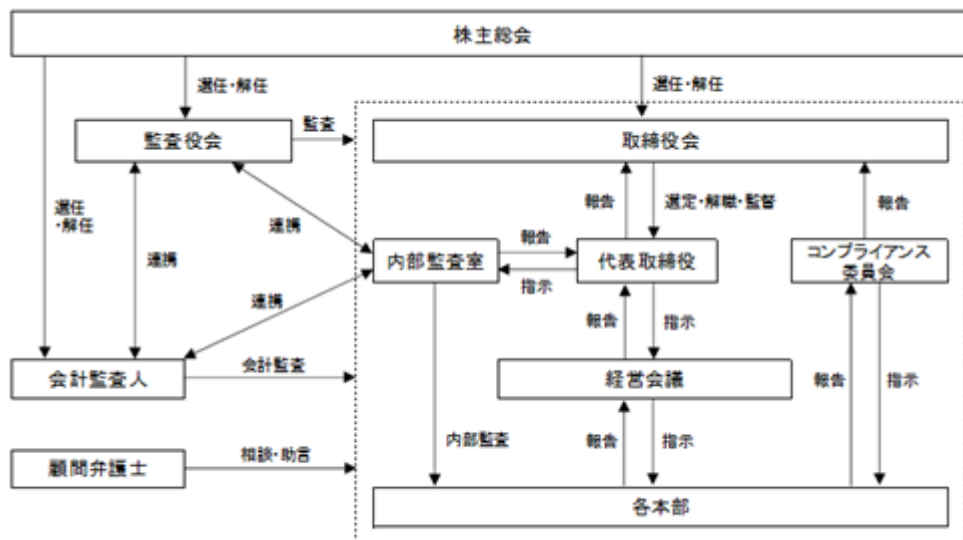 株主総会
選任・解任
選任・解任
監査役会
監査
取締役会
選任
・解任
報告
選定・解職・監督
報告
連携
連携
内部監査室
報告
代表取締役
コンプライアンス
委員会
指示
連携
報告
指示
会計監査人
会計監査
経営会議
報告
指示
内部監査
報告
指示
顧問弁護士
相談・助言
各本部